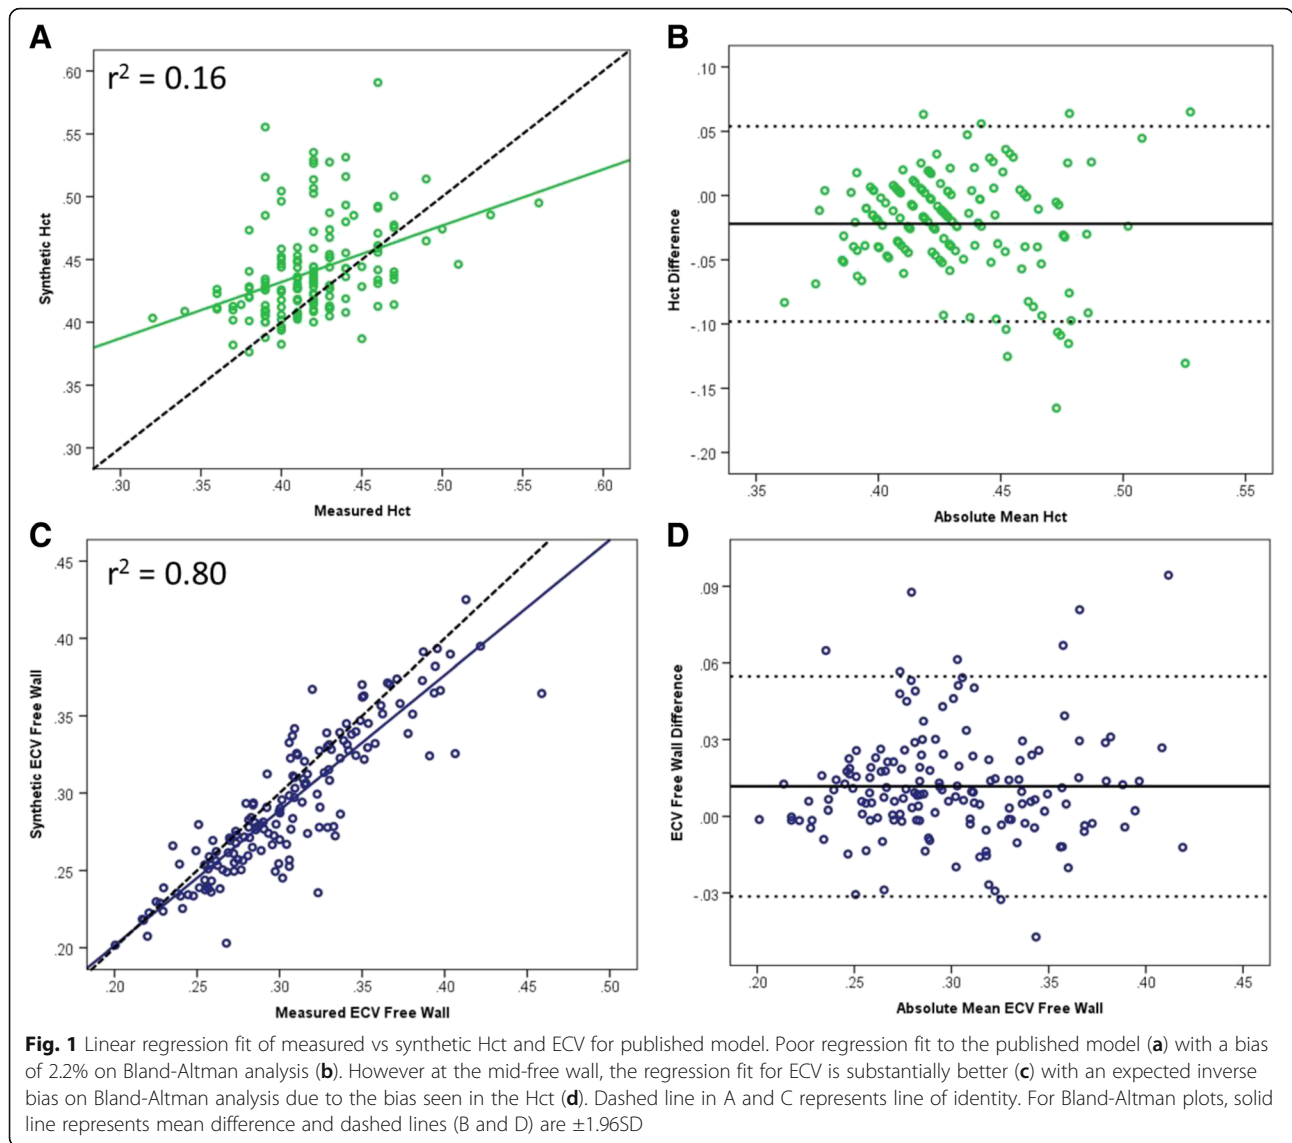 A
r² = 0.16
.60
.55
.50
.45
.40
.35
.30
Synthetic Hct
.30 .35 .40 .45 .50 .55 .60
Measured Hct
B
.10
.05
.00
-.05
-.10
-.15
-.20
Hct Difference
.35 .40 .45 .50 .55
Absolute Mean Hct
C
r² = 0.80
.45
.40
.35
.30
.25
.20
Synthetic ECV Free Wall
.20 .25 .30 .35 .40 .45 .50
Measured ECV Free Wall
D
.09
.06
.03
.00
-.03
ECV Free Wall Difference
.20 .25 .30 .35 .40 .45
Absolute Mean ECV Free Wall
Fig. 1 Linear regression fit of measured vs synthetic Hct and ECV for published model. Poor regression fit to the published model (a) with a bias
of 2.2% on Bland-Altman analysis (b). However at the mid-free wall, the regression fit for ECV is substantially better (c) with an expected inverse
bias on Bland-Altman analysis due to the bias seen in the Hct (d). Dashed line in A and C represents line of identity. For Bland-Altman plots, solid
line represents mean difference and dashed lines (B and D) are ±1.96SD